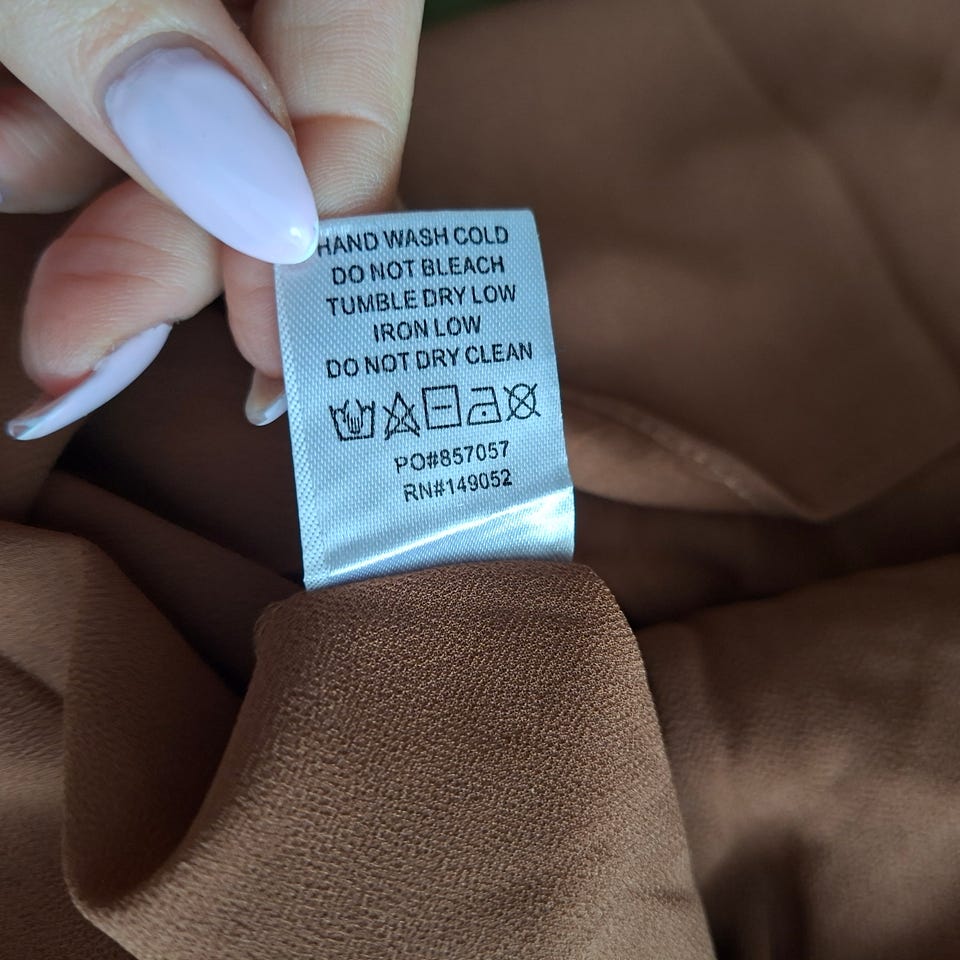 HAND WASH COLD
DO NOT BLEACH
TUMBLE DRY LOW
IRON LOW
DO NOT DRY CLEAN
PO#857057
RN#149052